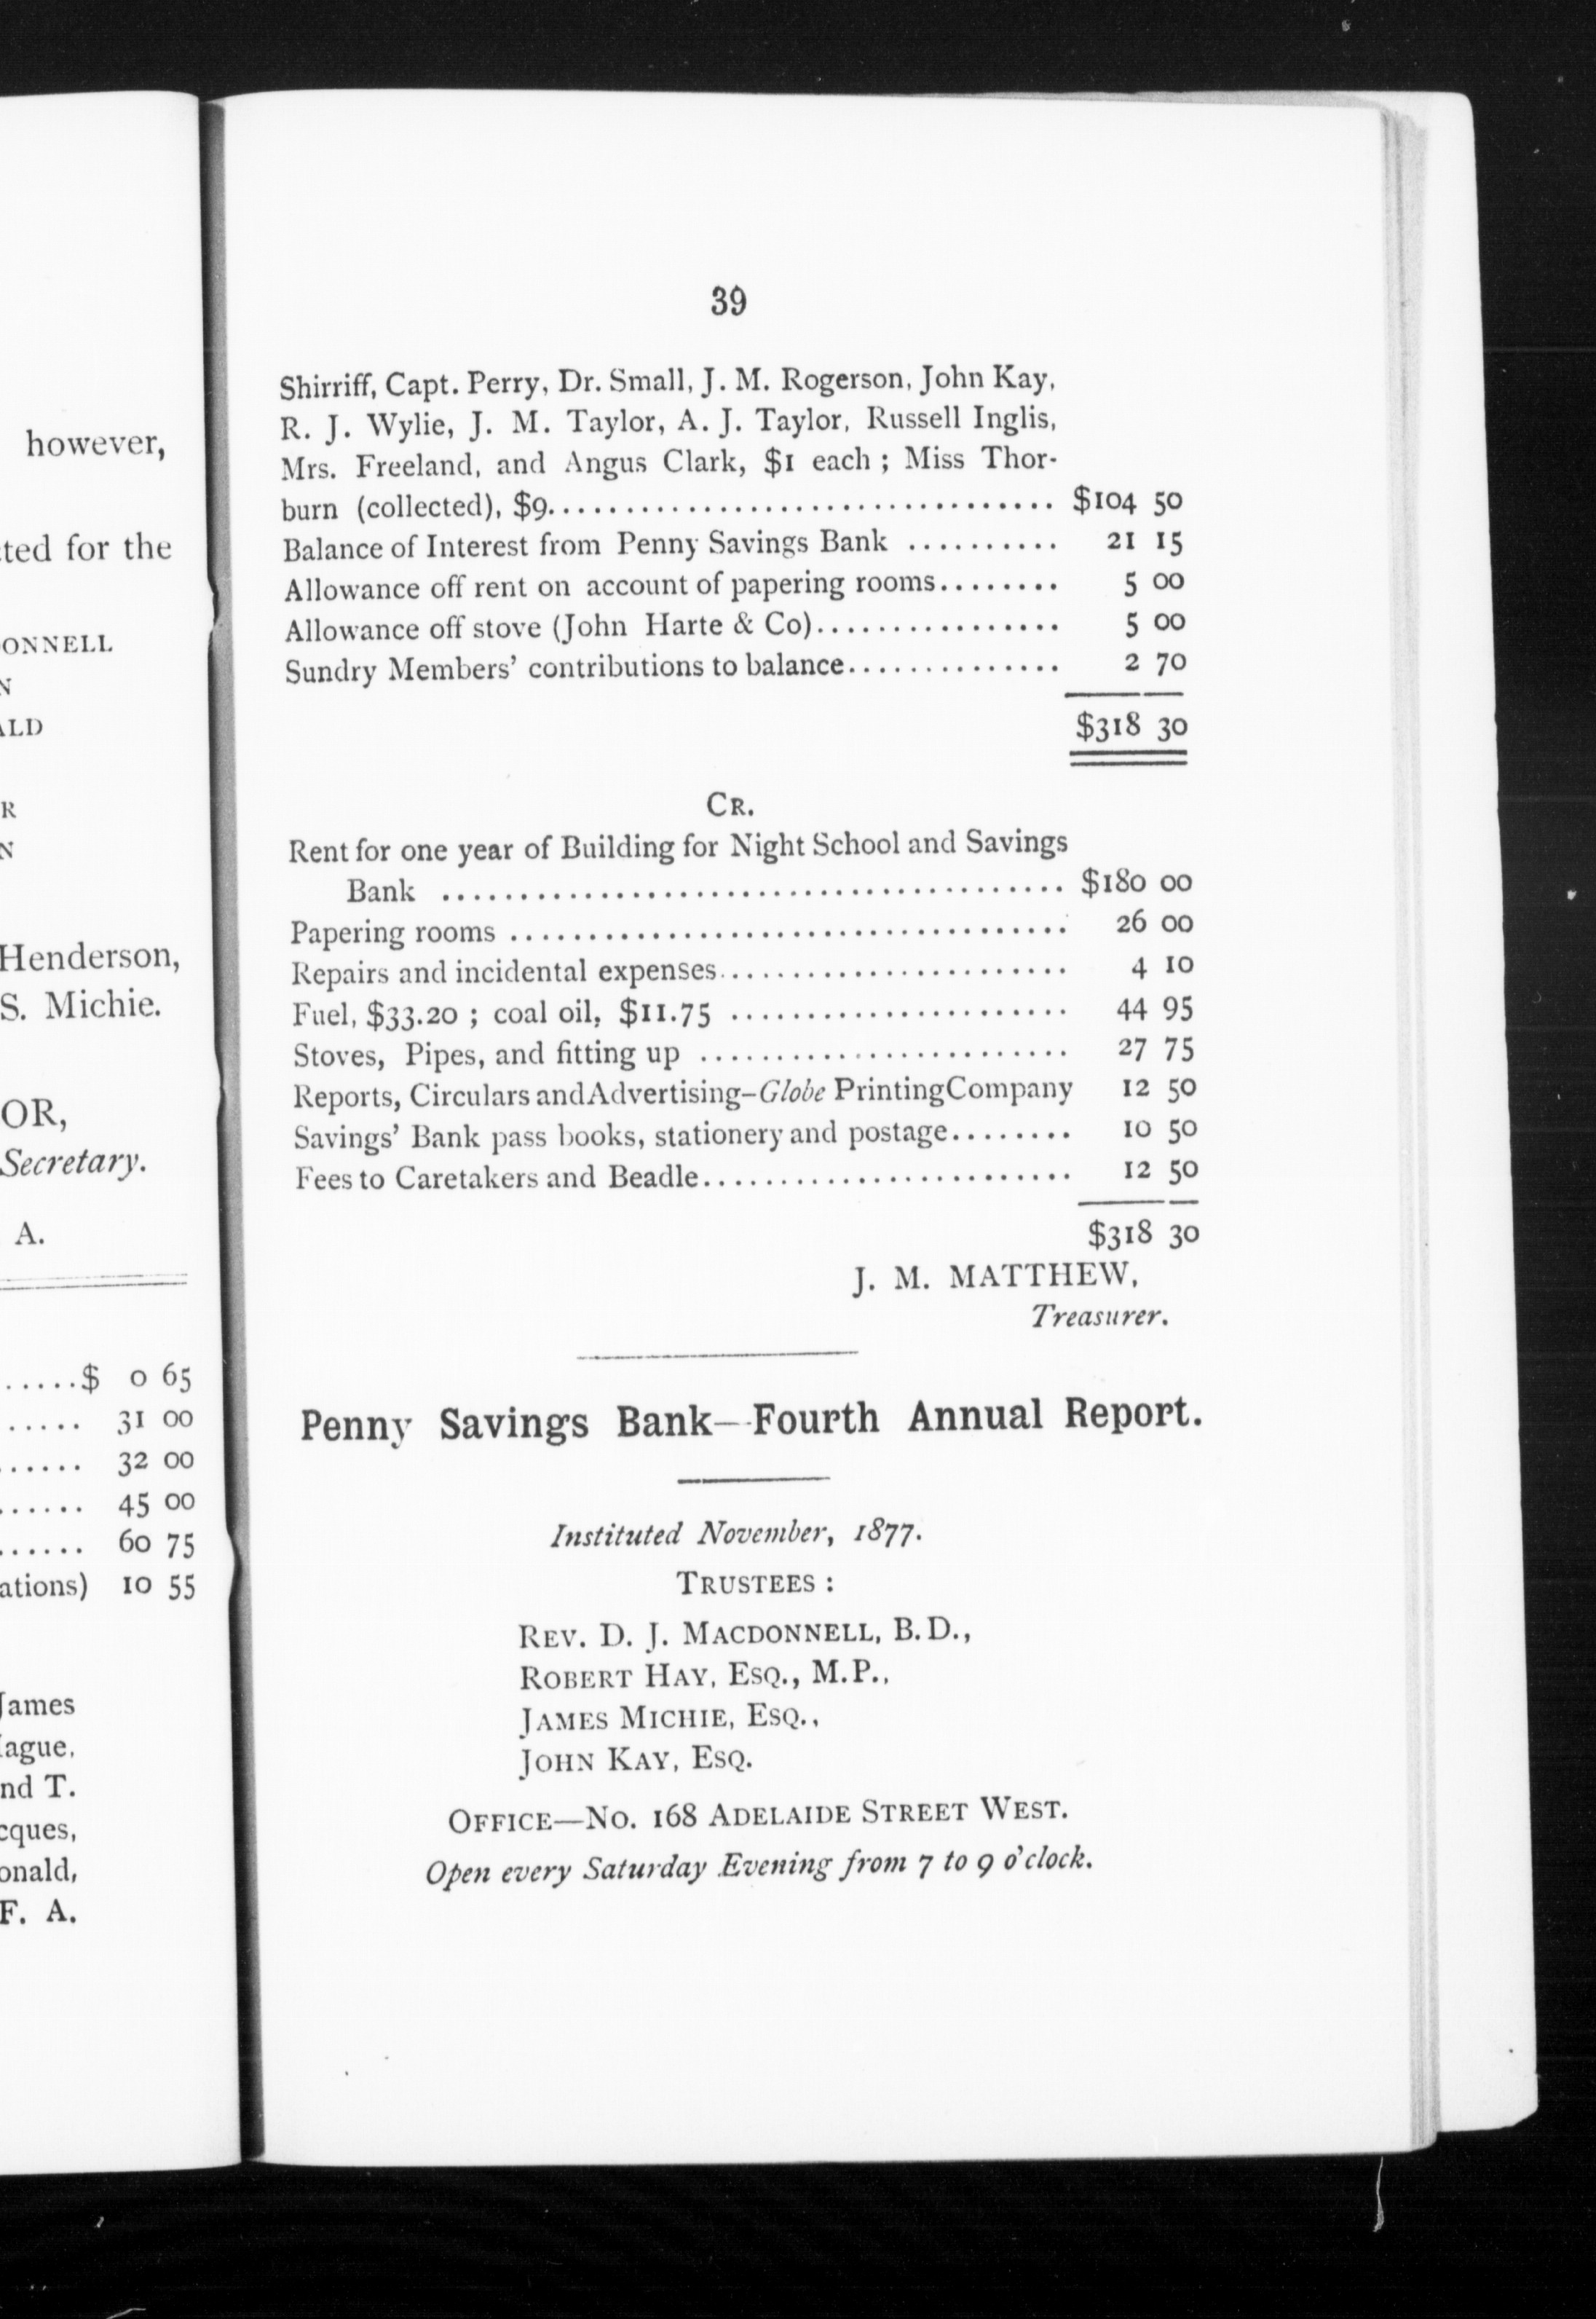 however,
ted for the
ONNELL
N
ALD
R
N
Henderson,
S. Michie.
OR,
Secretary.
A.
.....$ 0 65
..... 31 00
...... 32 00
...... 45 00
...... 60 75
ations) 10 55
James
ague,
nd T.
cques,
onald,
F. A.
39
Shirriff, Capt. Perry, Dr. Small, J. M. Rogerson, John Kay,
R. J. Wylie, J. M. Taylor, A. J. Taylor, Russell Inglis,
Mrs. Freeland, and Angus Clark, $1 each ; Miss Thor-
burn (collected), $9.................................. $104 50
Balance of Interest from Penny Savings Bank .......... 21 15
Allowance off rent on account of papering rooms........ 5 00
Allowance off stove (John Harte & Co)................ 5 00
Sundry Members' contributions to balance.............. 2 70
$318 30
CR.
Rent for one year of Building for Night School and Savings
Bank ......................................... $180 00
Papering rooms ..................................... 26 00
Repairs and incidental expenses....................... 4 10
Fuel, $33.20 ; coal oil, $11.75 ...................... 44 95
Stoves, Pipes, and fitting up ........................ 27 75
Reports, Circulars and Advertising–Globe Printing Company 12 50
Savings' Bank pass books, stationery and postage........ 10 50
Fees to Caretakers and Beadle........................ 12 50
$318 30
J. M. MATTHEW,
Treasurer.
Penny Savings Bank—Fourth Annual Report.
Instituted November, 1877.
TRUSTEES :
REV. D. J. MACDONNELL, B.D.,
ROBERT HAY, ESQ., M.P.,
JAMES MICHIE, ESQ.,
JOHN KAY, ESQ.
OFFICE—NO. 168 ADELAIDE STREET WEST.
Open every Saturday Evening from 7 to 9 o'clock.